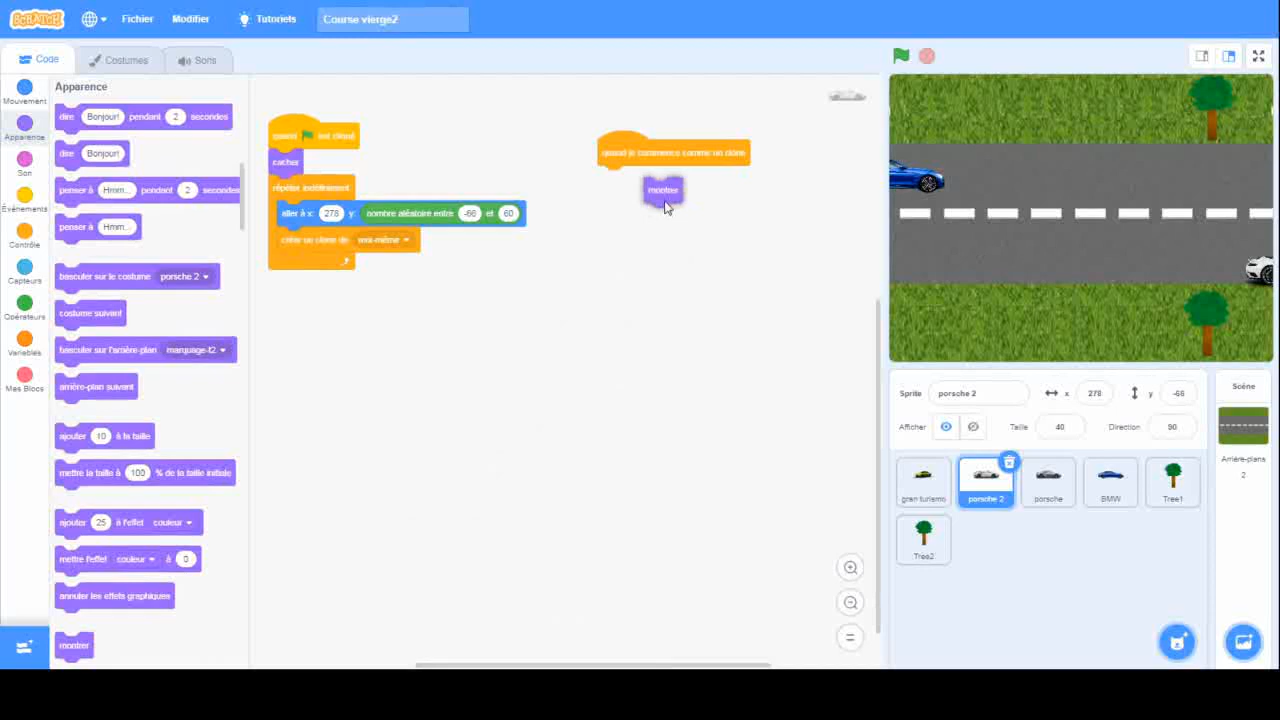 SCRATCH
Fichier
Modifier
Tutoriels
Course vierge2
Code
Costumes
Sons
Mouvement
Apparence
Son
Événements
Contrôle
Capteurs
Opérateurs
Variables
Mes Blocs
Apparence
dire Bonjour! pendant 2 secondes
dire Bonjour!
penser à Hmm... pendant 2 secondes
penser à Hmm...
basculer sur le costume porsche 2
costume suivant
basculer sur l'arrière-plan marquage-t2
arrière-plan suivant
ajouter 10 à la taille
mettre la taille à 100 % de la taille initiale
ajouter 25 à l'effet couleur
mettre l'effet couleur à 0
annuler les effets graphiques
montrer
quand est cliqué
cacher
répéter indéfiniment
aller à x: 278 y: nombre aléatoire entre -66 et 60
créer un clone de moi-même
quand je commence comme un clone
montrer
Sprite porsche 2 x 278 y -66
Afficher Taille 40 Direction 90
gran turismo
porsche 2
porsche
BMW
Tree1
Tree2
Scène
Arrière-plans
2